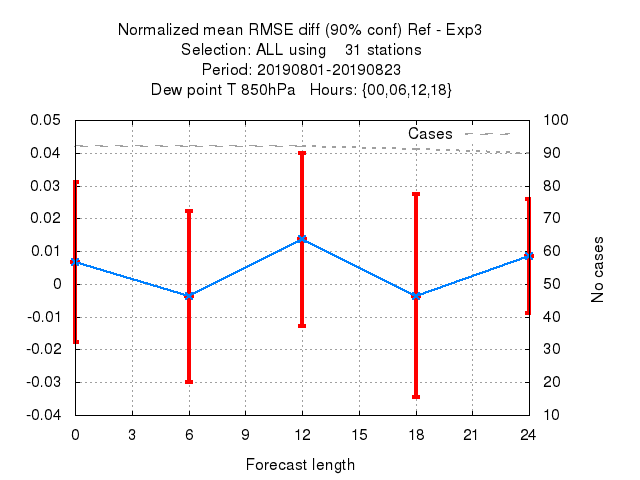 Normalized mean RMSE diff (90% conf) Ref - Exp3
Selection: ALL using 31 stations
Period: 20190801-20190823
Dew point T 850hPa Hours: {00,06,12,18}
Cases
0.05
0.04
0.03
0.02
0.01
0
-0.01
-0.02
-0.03
-0.04
100
90
80
70
60
50
40
30
20
10
No cases
0 3 6 9 12 15 18 21 24
Forecast length